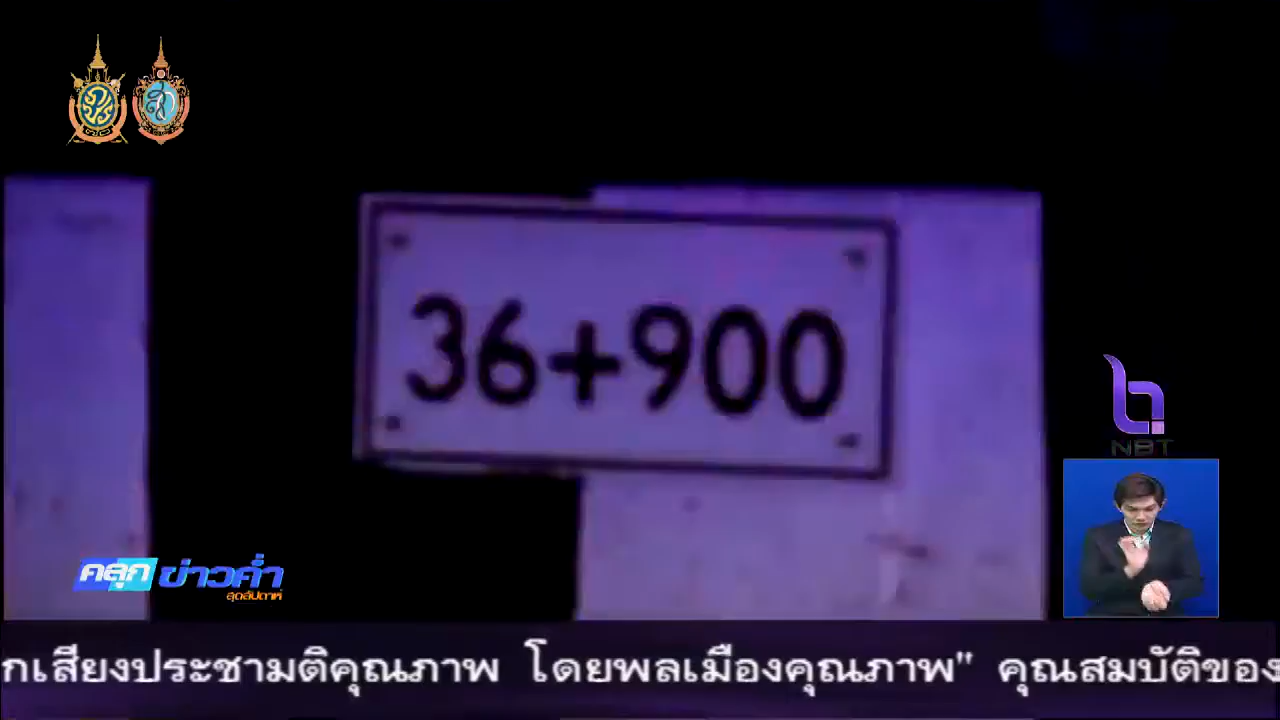 36+900
NBT
คลุกข่าวค่ำ
สุดสัปดาห์
กเสียงประชามติคุณภาพ โดยพลเมืองคุณภาพ" คุณสมบัติของ